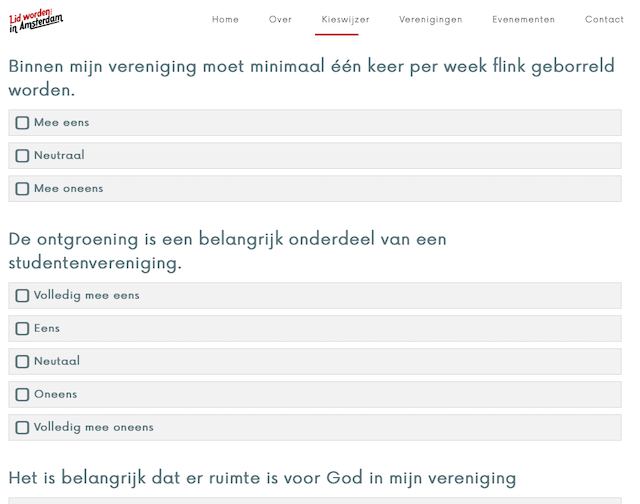 Lid worden!
in Amsterdam
Home Over Kieswijzer Verenigingen Evenementen Contact
Binnen mijn vereniging moet minimaal één keer per week flink geborreld
worden.
Mee eens
Neutraal
Mee oneens
De ontgroening is een belangrijk onderdeel van een
studentenvereniging.
Volledig mee eens
Eens
Neutaal
Oneens
Volledig mee oneens
Het is belangrijk dat er ruimte is voor God in mijn vereniging